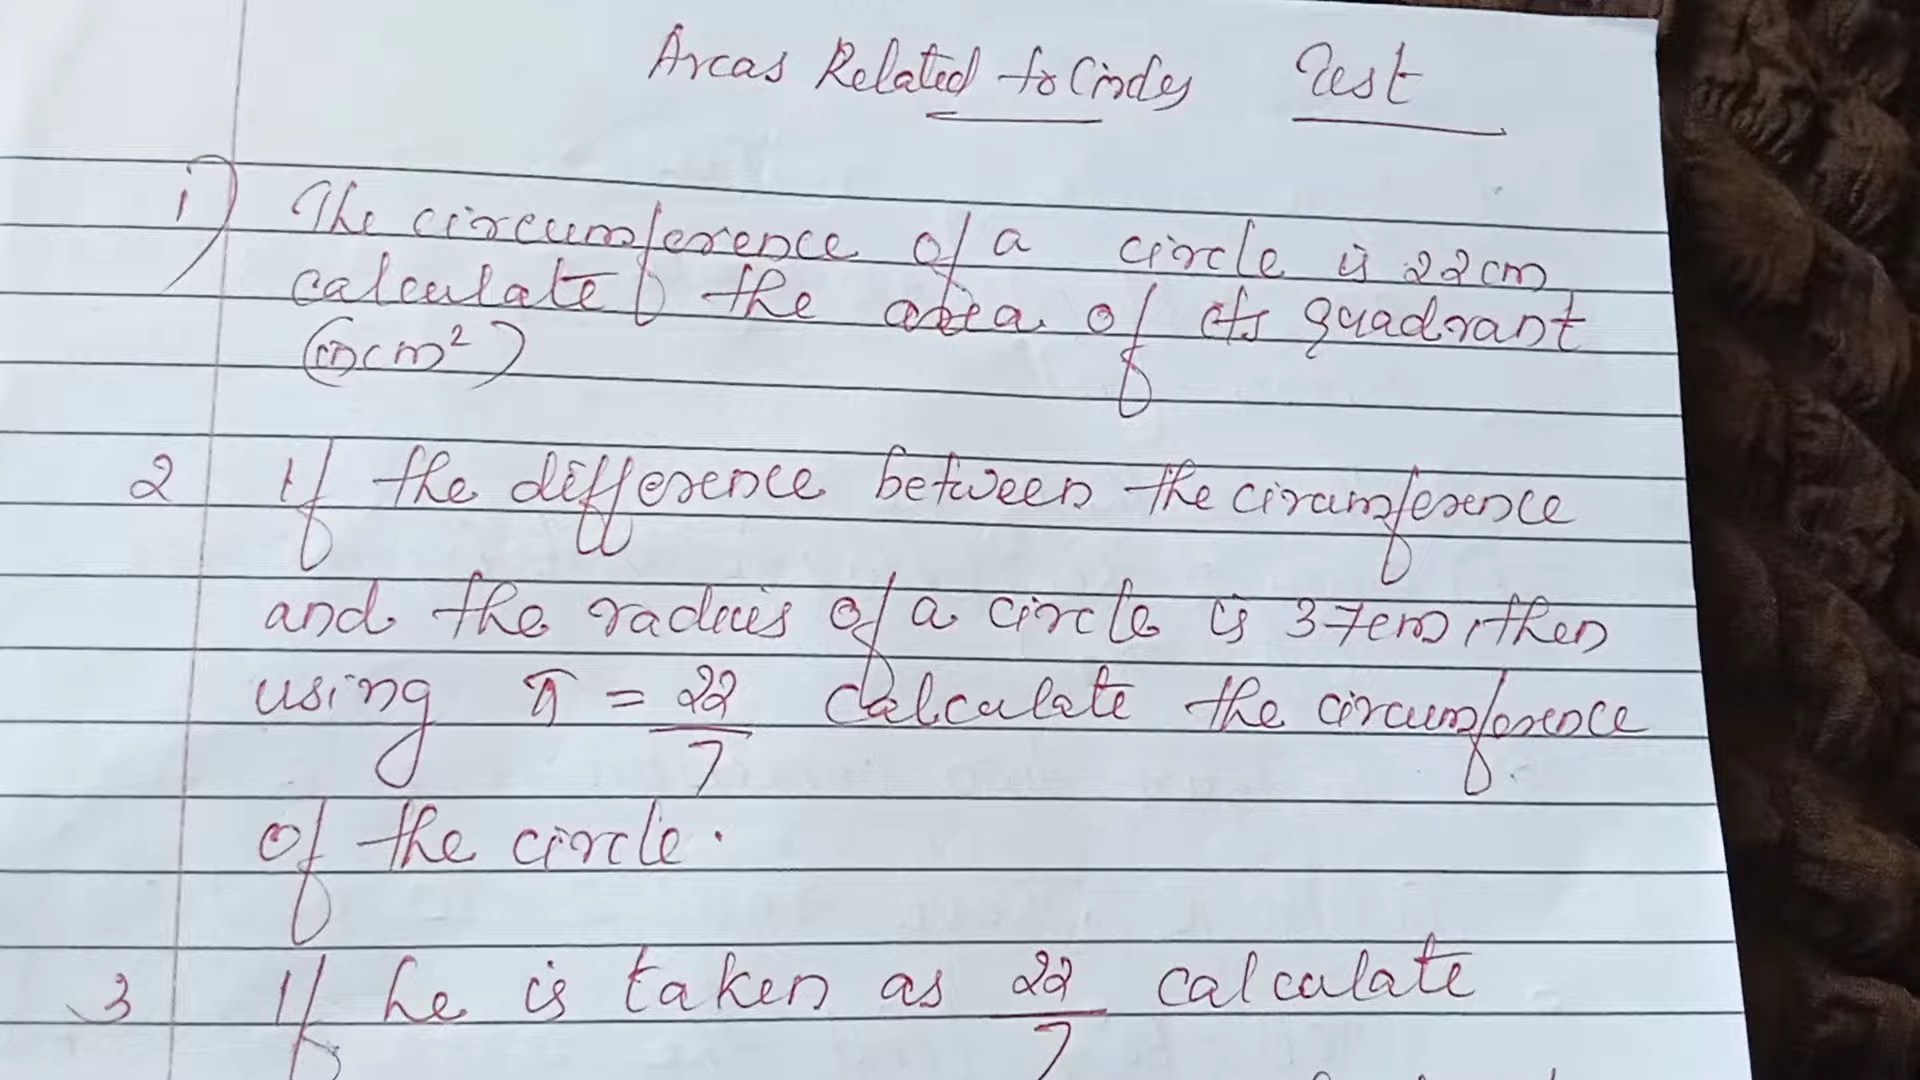 Areas Related to Circles Test
1) The circumference of a circle is 22cm
calculate the area of its quadrant
(in cm²)
2 If the difference between the circumference
and the radius of a circle is 37cm, then
using π = 22/7 calculate the circumference
of the circle.
3 If he is taken as 22/7 calculate